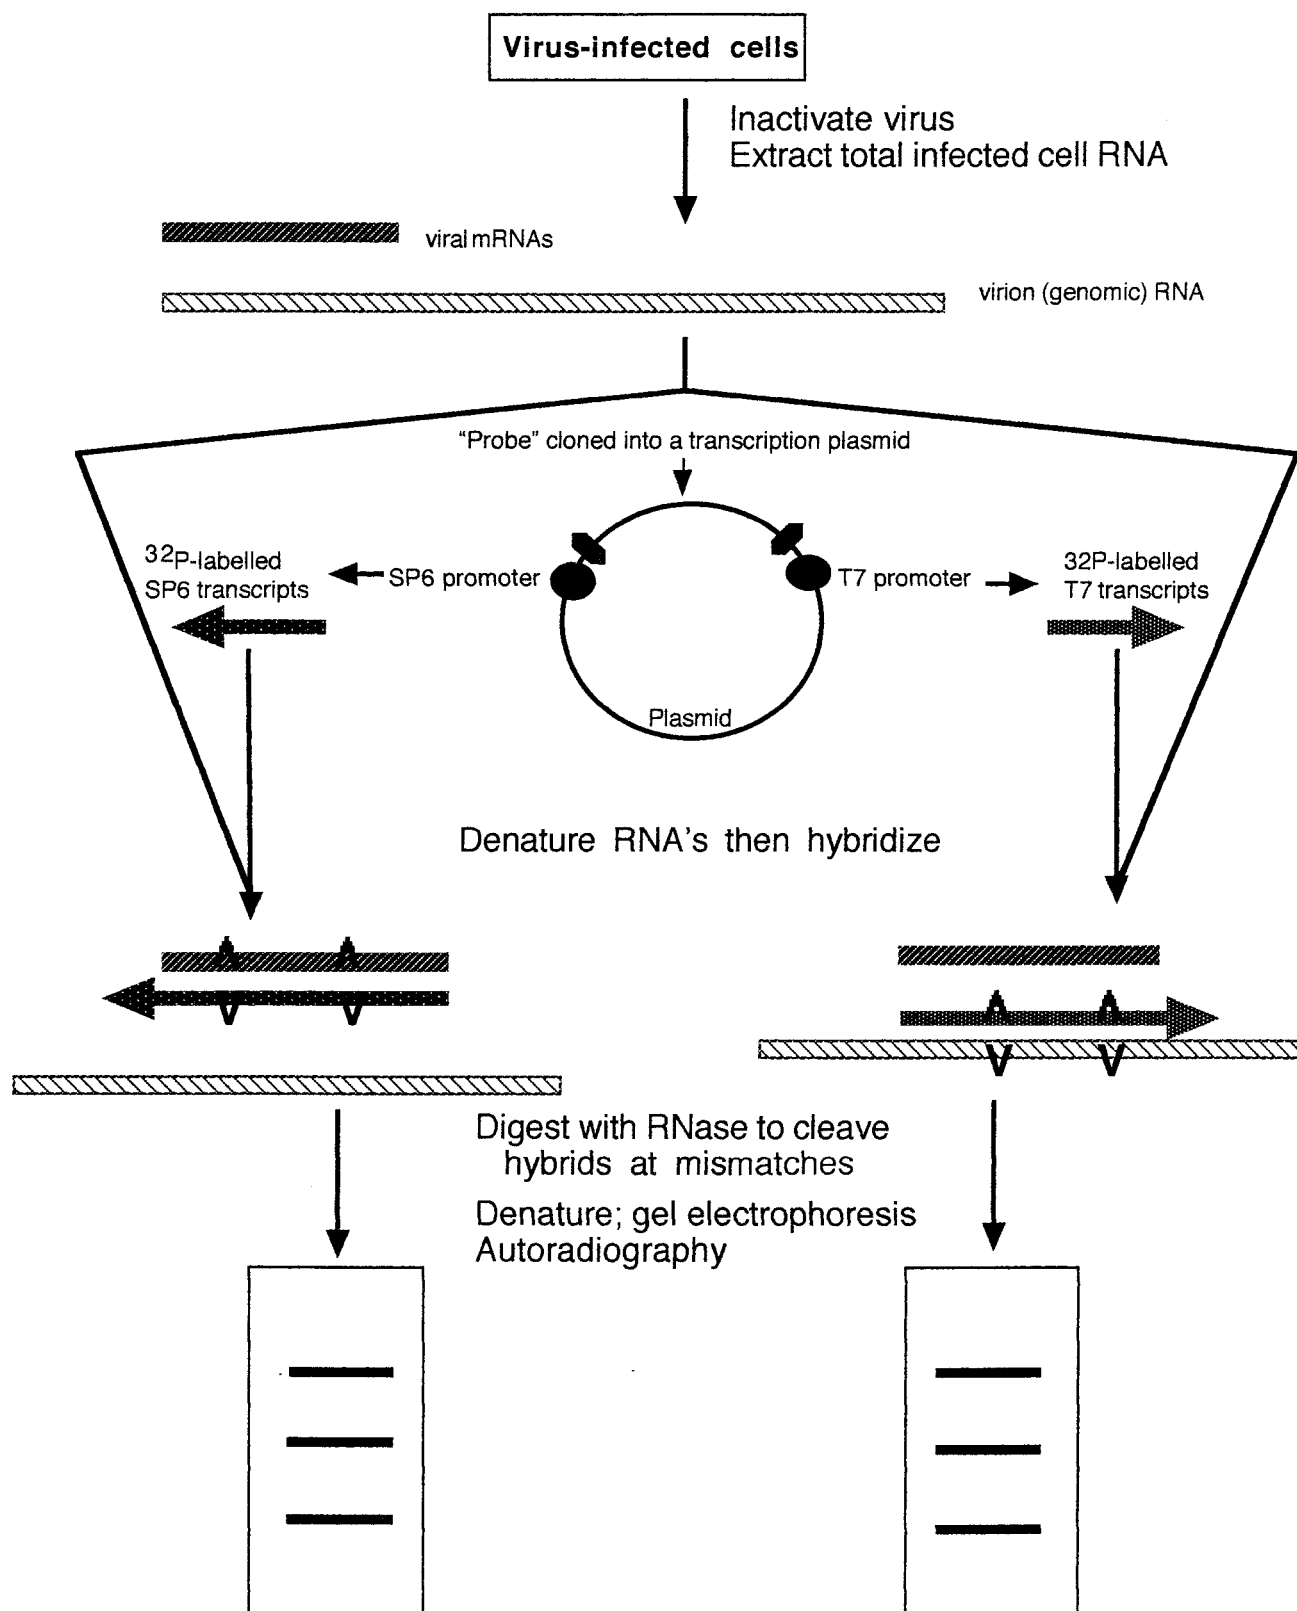 Virus-infected cells
Inactivate virus
Extract total infected cell RNA
viral mRNAs
virion (genomic) RNA
“Probe” cloned into a transcription plasmid
32P-labelled
SP6 transcripts
SP6 promoter
T7 promoter
32P-labelled
T7 transcripts
Plasmid
Denature RNA's then hybridize
Digest with RNase to cleave
hybrids at mismatches
Denature; gel electrophoresis
Autoradiography